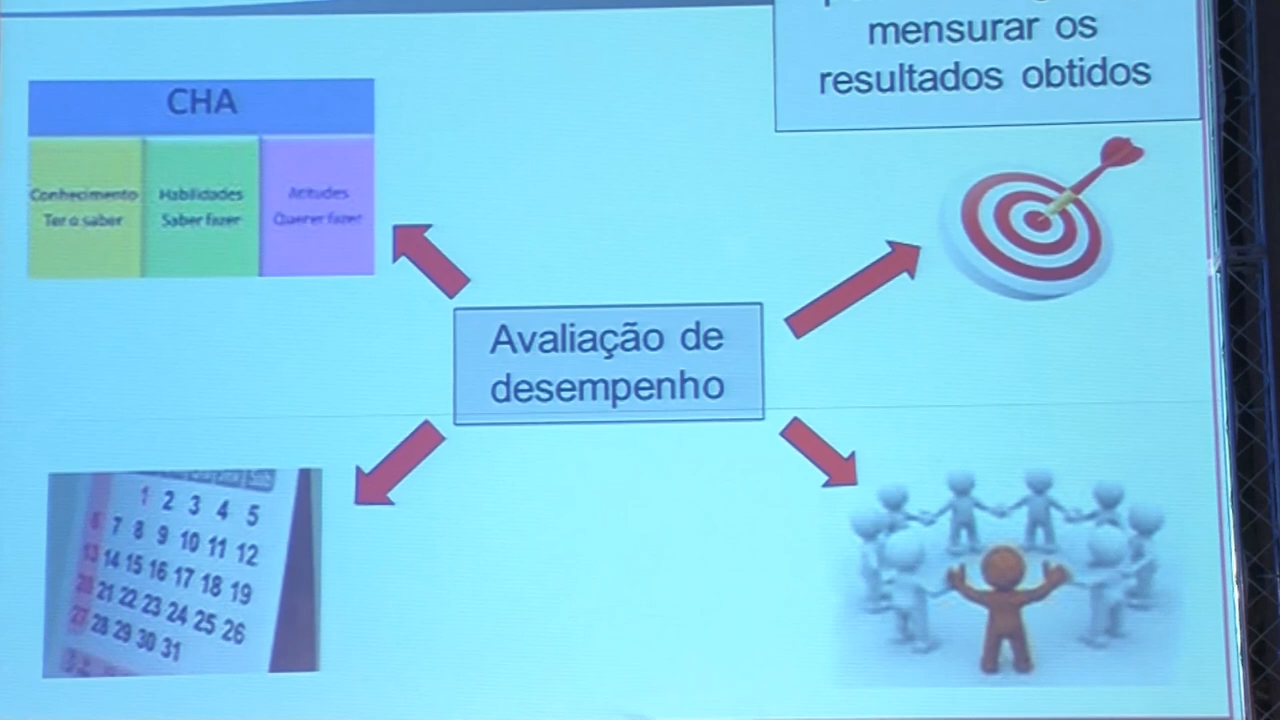 mensurar os
resultados obtidos
CHA
Conhecimento
Ter o saber
Habilidades
Saber fazer
Atitudes
Querer fazer
Avaliação de
desempenho
Sab
1 2 3 4 5
6 7 8 9 10 11 12
13 14 15 16 17 18 19
20 21 22 23 24 25 26
27 28 29 30 31